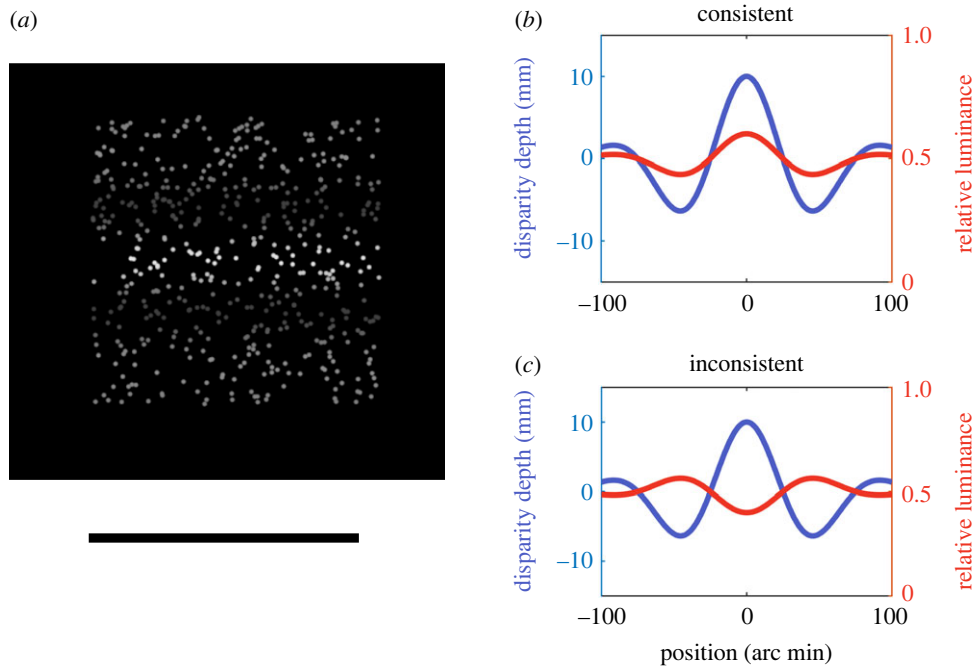 (a)
(b)
consistent
disparity depth (mm)
10
0
–10
1.0
0.5
0
relative luminance
–100
0
100
(c)
inconsistent
disparity depth (mm)
10
0
–10
1.0
0.5
0
relative luminance
–100
0
100
position (arc min)